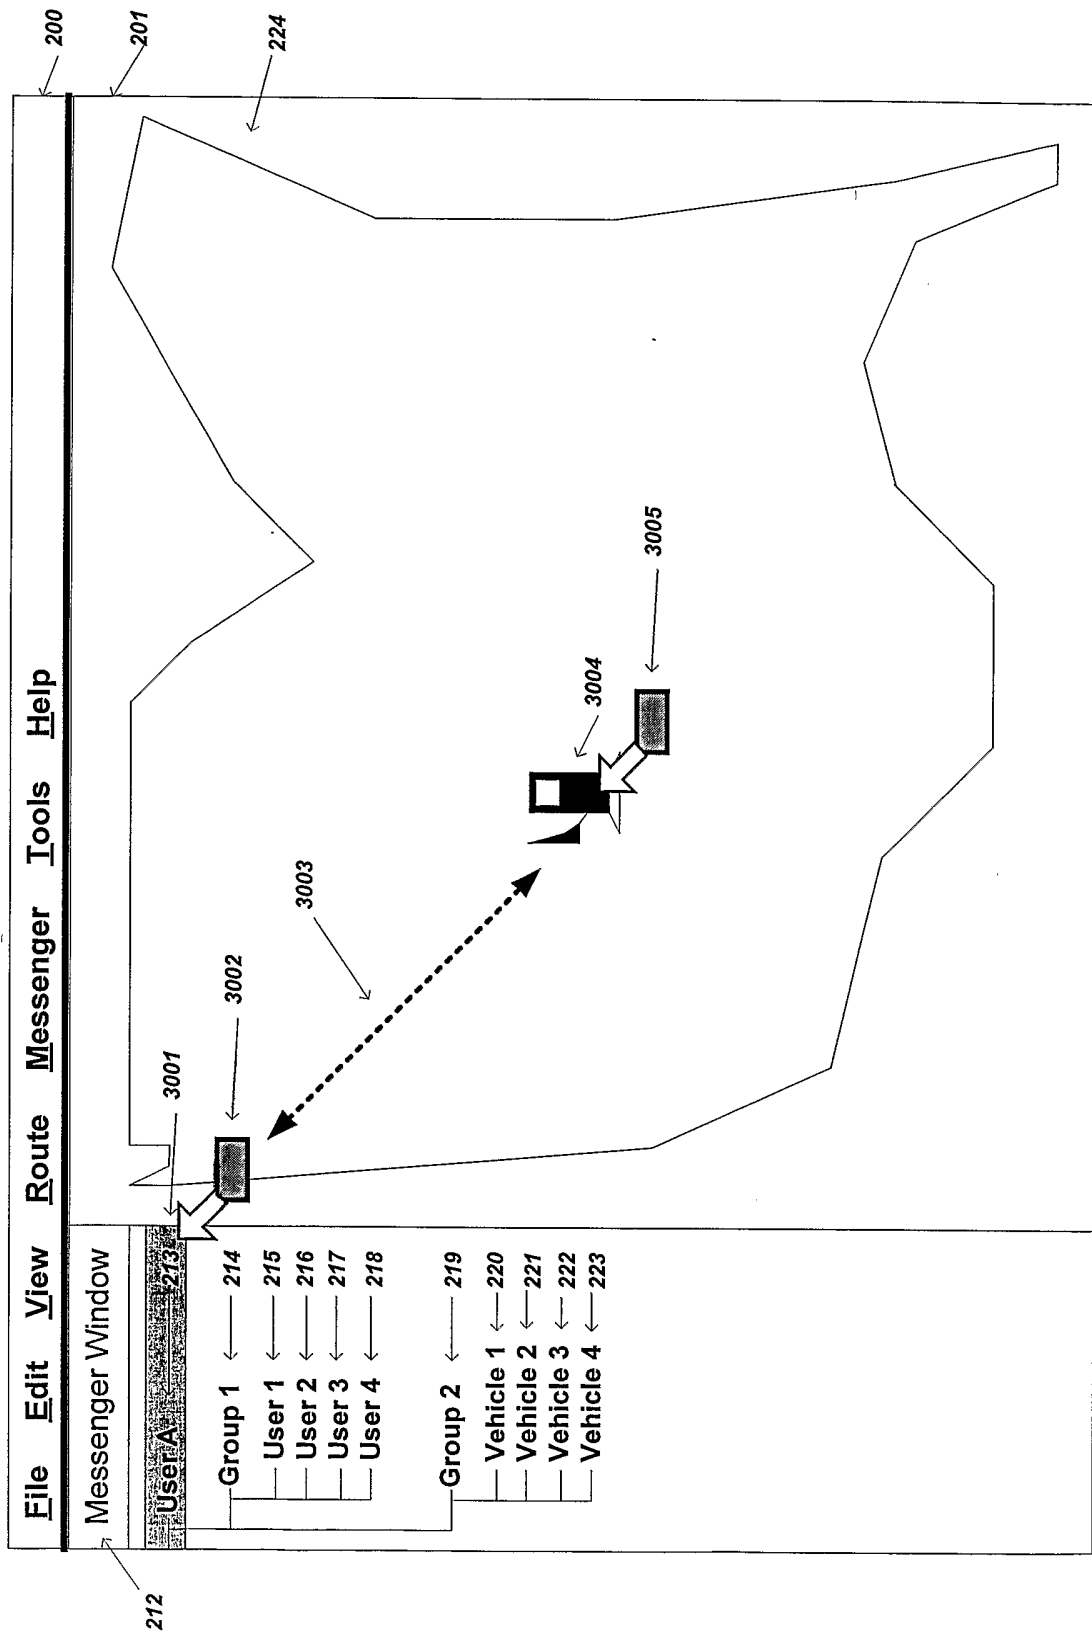 200
201
224
File Edit View Route Messenger Tools Help
212
Messenger Window
User A
213
3001
Group 1
214
3002
User 1
215
User 2
216
User 3
217
User 4
218
3003
3004
3005
Group 2
219
Vehicle 1
220
Vehicle 2
221
Vehicle 3
222
Vehicle 4
223